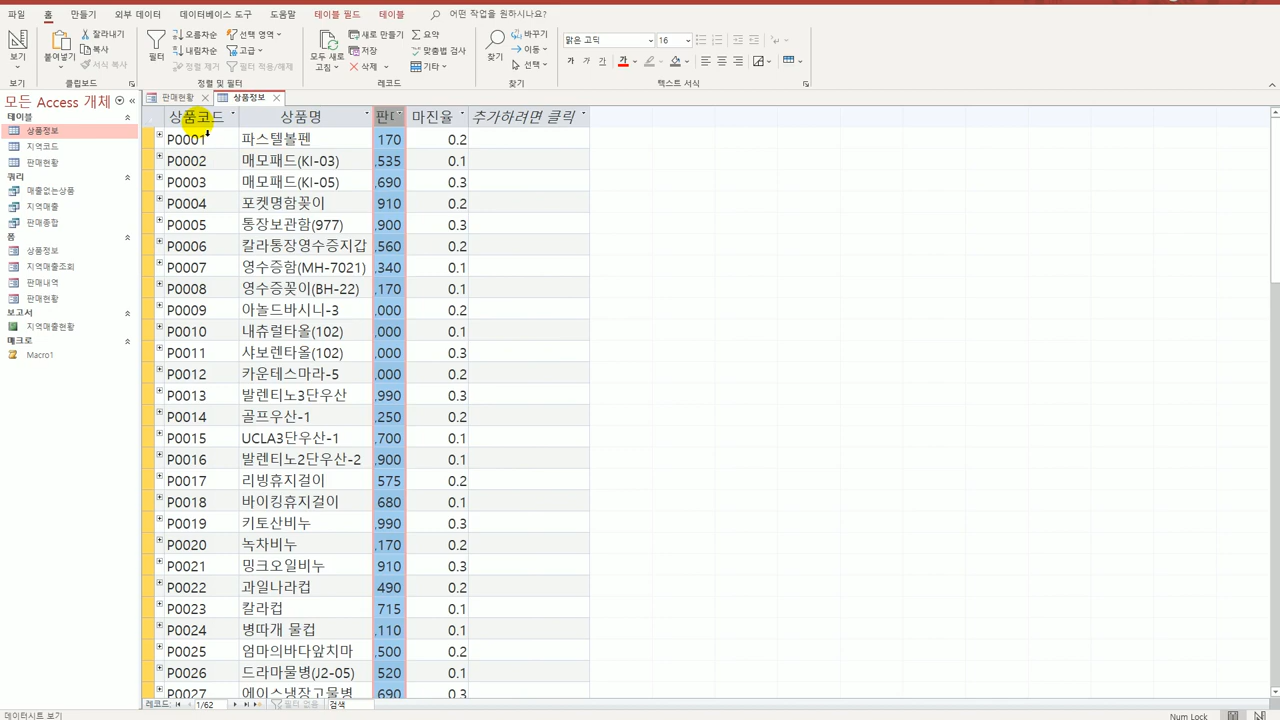 파일 홈 만들기 외부 데이터 데이터베이스 도구 도움말 테이블 필드 테이블 어떤 작업을 원하시나요?
잘라내기 오름차순 선택 영역 새로 만들기 요약 바꾸기 맑은 고딕 16
복사 내림차순 고급 저장 맞춤법 검사 이동
보기 붙여넣기 서식 복사 필터 정렬 제거 필터 적용/해제 모두 새로 고침 삭제 기타 찾기 선택 가 가 가 가
보기 클립보드 정렬 및 필터 레코드 찾기 텍스트 서식
모든 Access 개체
테이블
상품정보
지역코드
판매현황
쿼리
매출없는상품
지역매출
판매종합
폼
상품정보
지역매출조회
판매내역
판매현황
보고서
지역매출현황
매크로
Macro1
판매현황 상품정보
상품코드 상품명 판 마진율 추가하려면 클릭
P0001 파스텔볼펜 170 0.2
P0002 매모패드(KI-03) ,535 0.1
P0003 매모패드(KI-05) ,690 0.3
P0004 포켓명함꽂이 910 0.2
P0005 통장보관함(977) ,900 0.3
P0006 칼라통장영수증지갑 ,560 0.2
P0007 영수증함(MH-7021) ,340 0.1
P0008 영수증꽂이(BH-22) ,170 0.1
P0009 아놀드바시니-3 ,000 0.2
P0010 내츄럴타올(102) ,000 0.1
P0011 샤보렌타올(102) ,000 0.3
P0012 카운테스마라-5 ,000 0.2
P0013 발렌티노3단우산 ,990 0.3
P0014 골프우산-1 ,250 0.2
P0015 UCLA3단우산-1 ,700 0.1
P0016 발렌티노2단우산-2 ,900 0.1
P0017 리빙휴지걸이 575 0.2
P0018 바이킹휴지걸이 680 0.1
P0019 키토산비누 ,990 0.3
P0020 녹차비누 ,170 0.2
P0021 밍크오일비누 910 0.3
P0022 과일나라컵 490 0.2
P0023 칼라컵 715 0.1
P0024 병따개 물컵 ,110 0.1
P0025 엄마의바다앞치마 ,500 0.2
P0026 드라마물병(J2-05) 520 0.1
P0027 에이스냉장고물병 690 0.3
레코드: 1/62 필터 없음 검색
데이터시트 보기 Num Lock